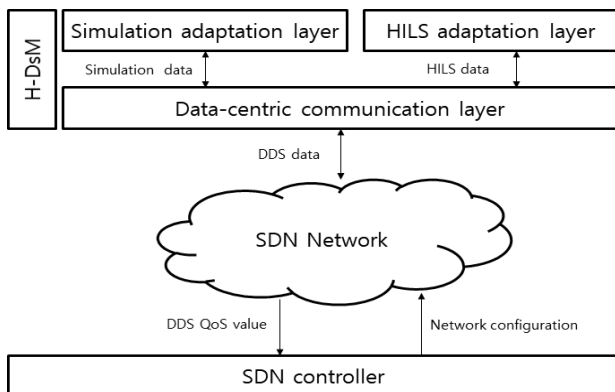 H-DsM
Simulation adaptation layer
HILS adaptation layer
Simulation data
HILS data
Data-centric communication layer
DDS data
SDN Network
DDS QoS value
Network configuration
SDN controller